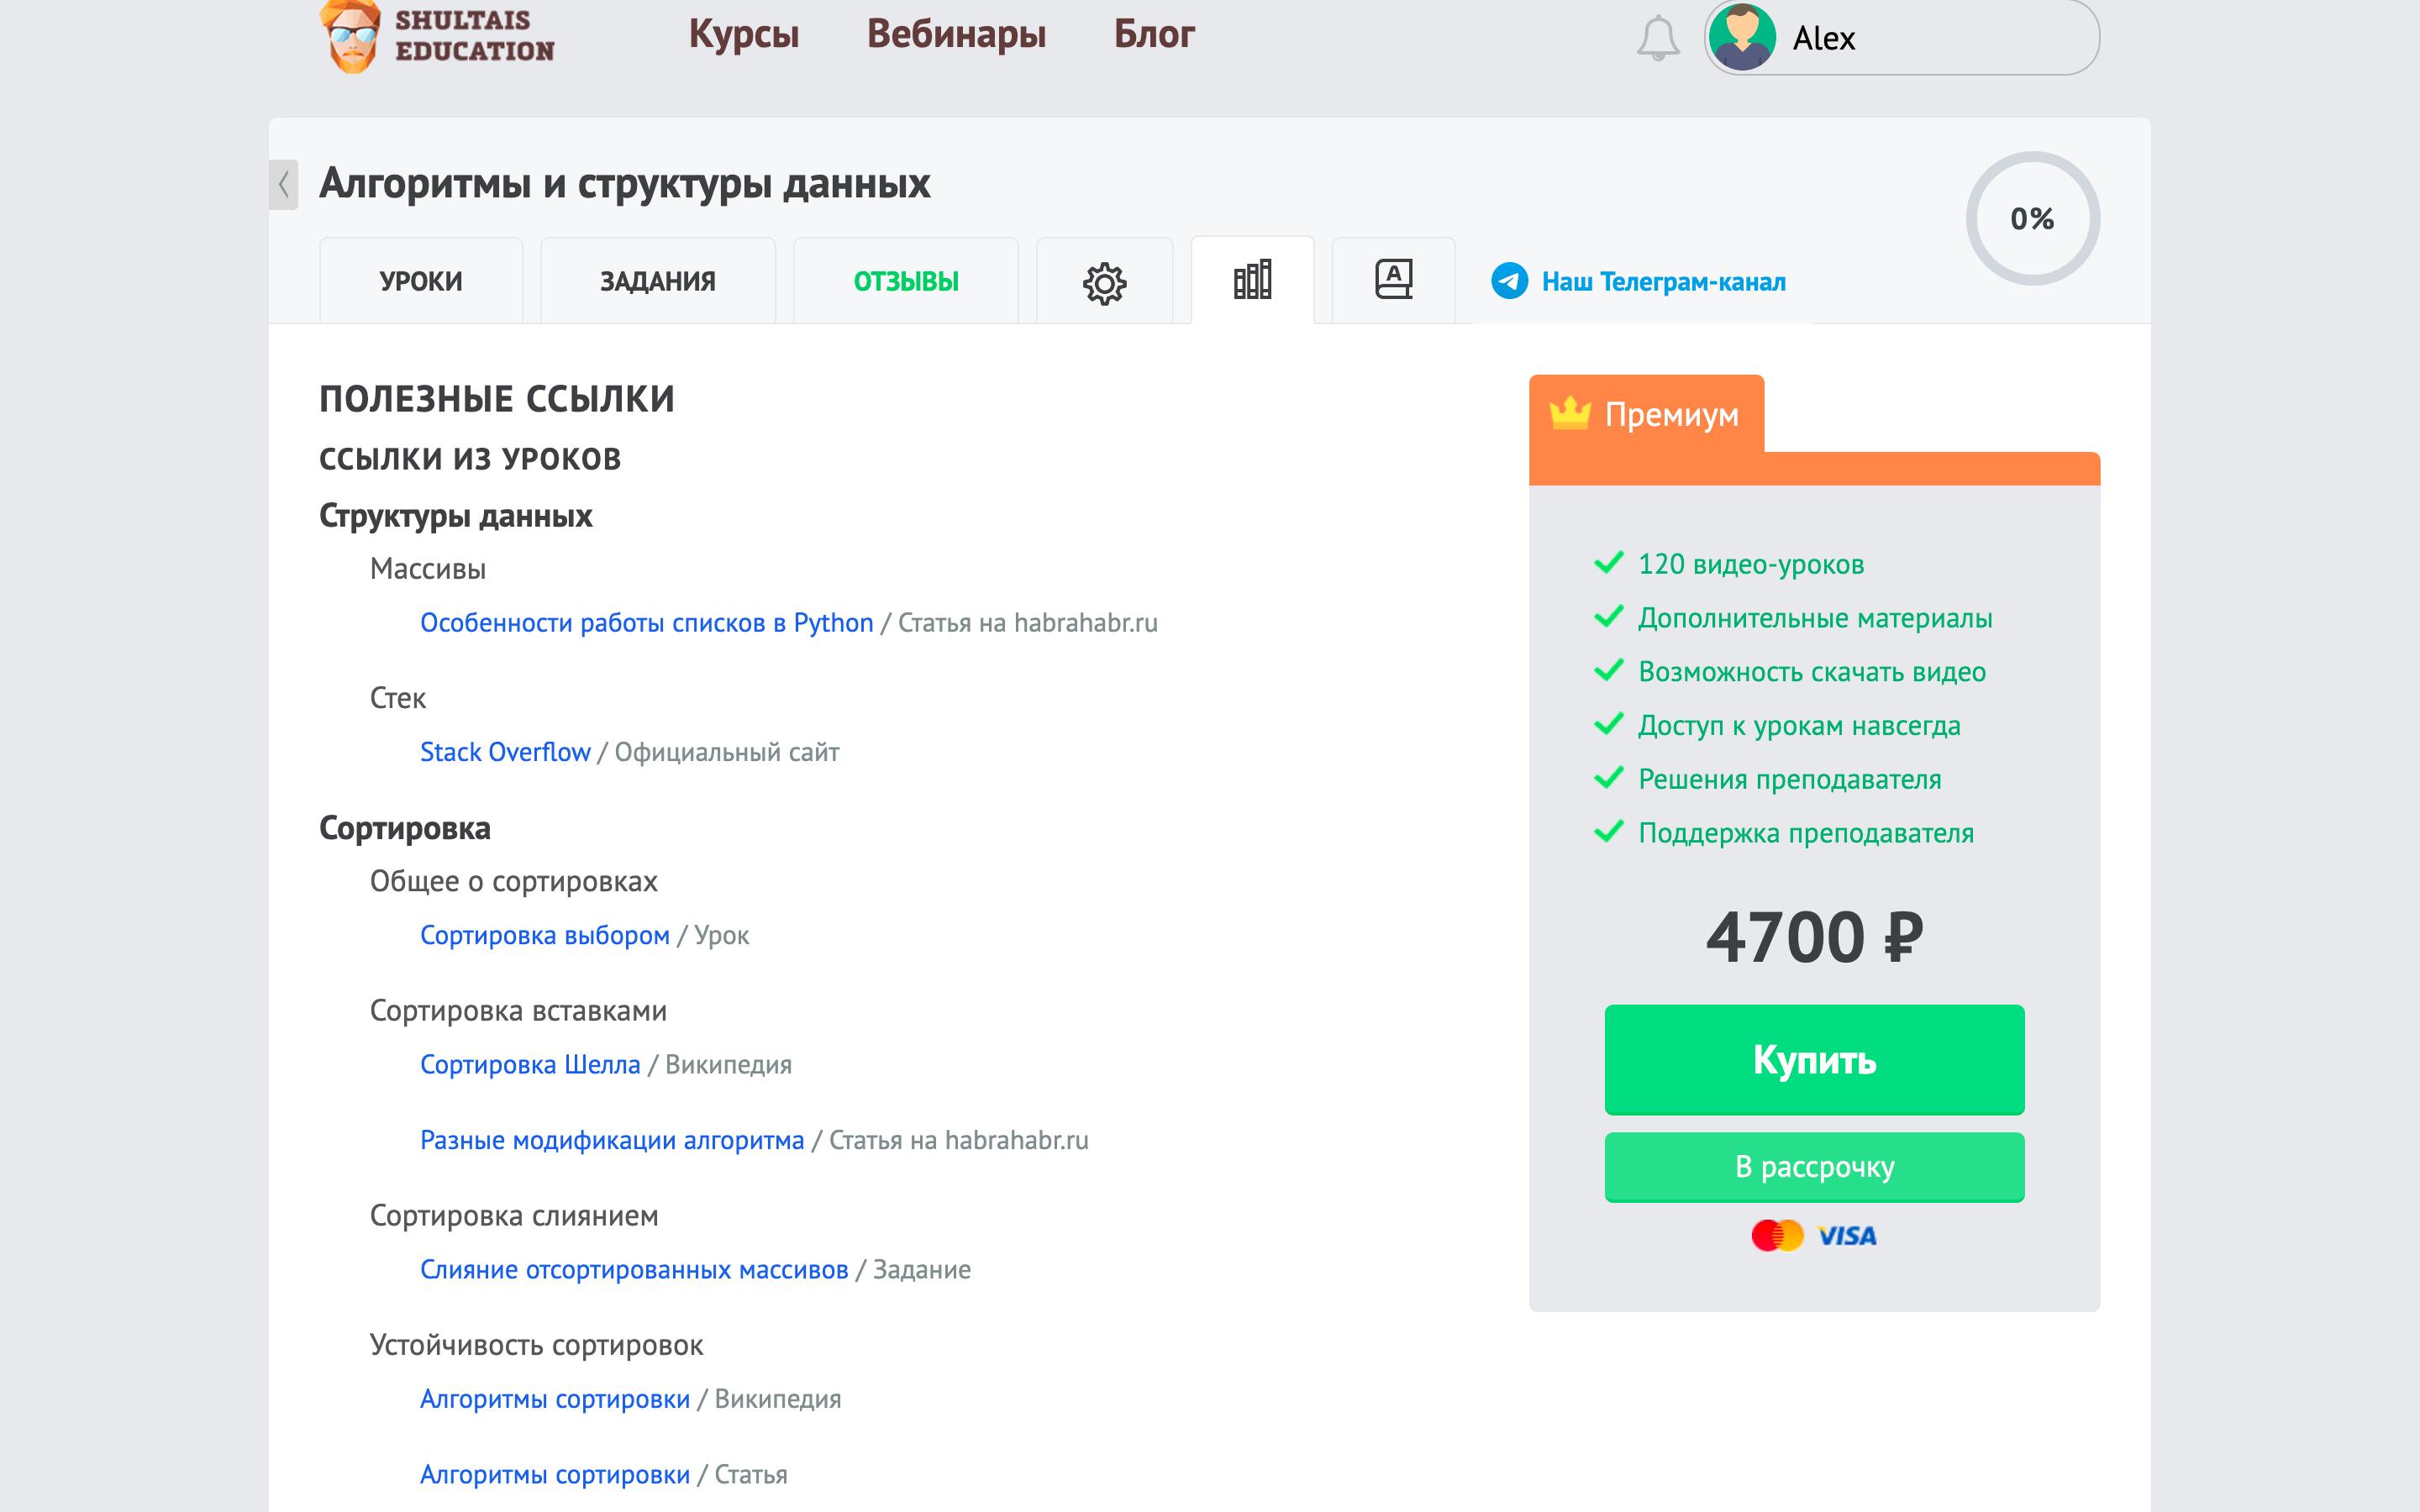 SHULTAIS
EDUCATION
Курсы
Вебинары
Блог
Alex
Алгоритмы и структуры данных
0%
УРОКИ
ЗАДАНИЯ
ОТЗЫВЫ
A
Наш Телеграм-канал
ПОЛЕЗНЫЕ ССЫЛКИ
ССЫЛКИ ИЗ УРОКОВ
Структуры данных
Массивы
Особенности работы списков в Python / Статья на habrahabr.ru
Стек
Stack Overflow / Официальный сайт
Сортировка
Общее о сортировках
Сортировка выбором / Урок
Сортировка вставками
Сортировка Шелла / Википедия
Разные модификации алгоритма / Статья на habrahabr.ru
Сортировка слиянием
Слияние отсортированных массивов / Задание
Устойчивость сортировок
Алгоритмы сортировки / Википедия
Алгоритмы сортировки / Статья
Премиум
120 видео-уроков
Дополнительные материалы
Возможность скачать видео
Доступ к урокам навсегда
Решения преподавателя
Поддержка преподавателя
4700 ₽
Купить
В рассрочку
VISA